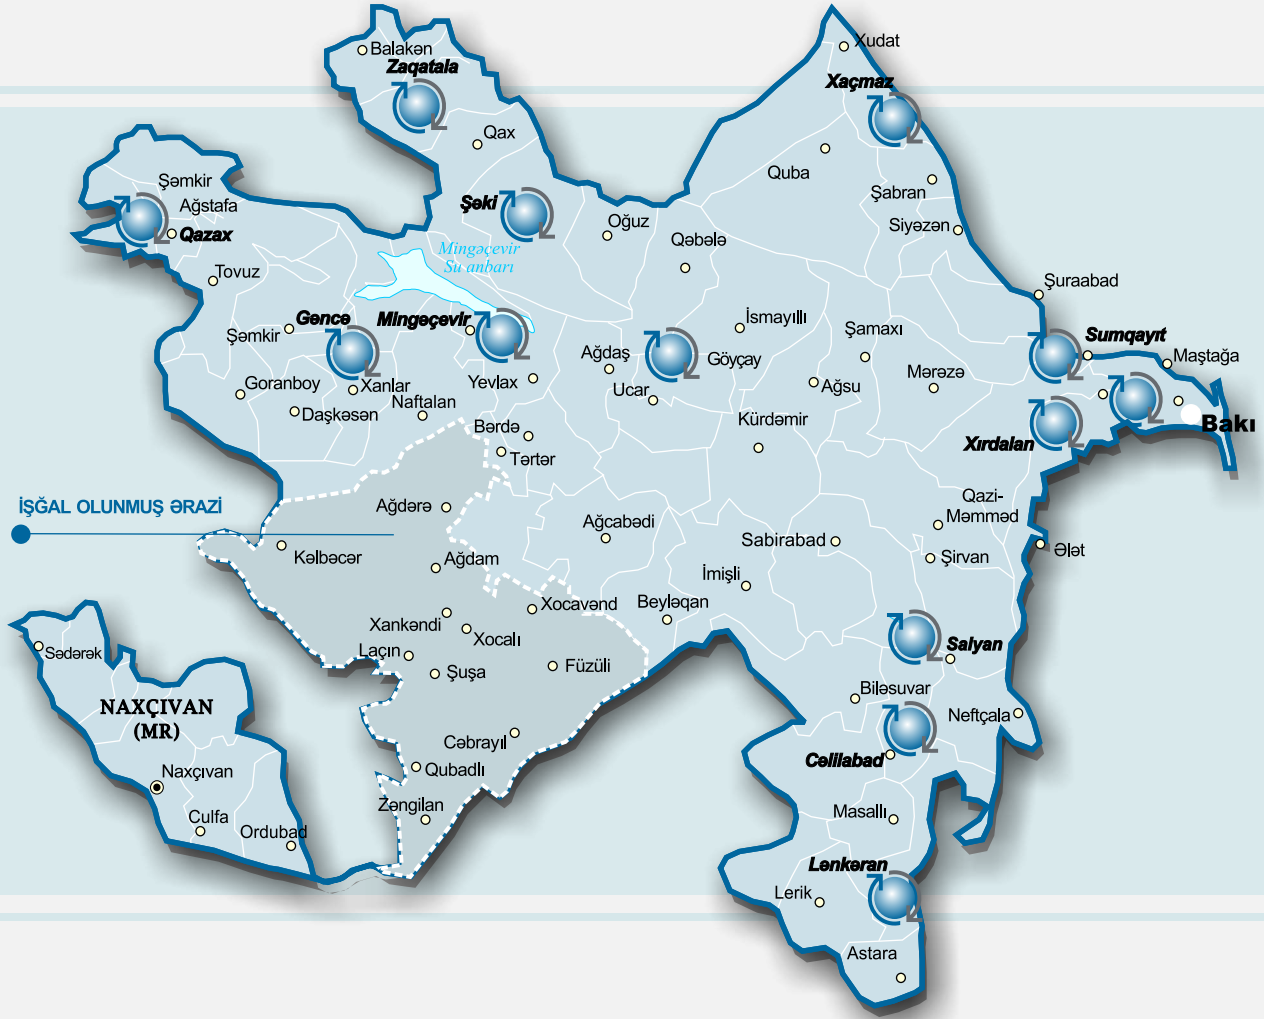 Balakən
Zaqatala
Xudat
Xaçmaz
Qax
Quba
Şabran
Şəmkir
Ağstafa
Qazax
Şəki
Oğuz
Siyəzən
Qəbələ
Mingəçevir
Su anbarı
Tovuz
Şuraabad
Gəncə
Mingəçevir
Şəmkir
İsmayıllı
Şamaxı
Sumqayıt
Maştağa
Ağdaş
Göyçay
Goranboy
Xanlar
Yevlax
Ucar
Ağsu
Mərəzə
Daşkəsən
Naftalan
Kürdəmir
Bakı
Bərdə
Tərtər
Xırdalan
İŞĞAL OLUNMUŞ ƏRAZİ
Ağdərə
Qazi-
Məmməd
Ağcabədi
Sabirabad
Kəlbəcər
Ağdam
Şirvan
Ələt
İmişli
Xocavənd
Beyləqan
Xankəndi
Xocalı
Laçın
Şuşa
Füzüli
Salyan
Sədərək
Biləsuvar
Neftçala
NAXÇIVAN
(MR)
Cəbrayıl
Qubadlı
Cəlilabad
Naxçıvan
Zəngilan
Masallı
Culfa
Ordubad
Lənkəran
Lerik
Astara